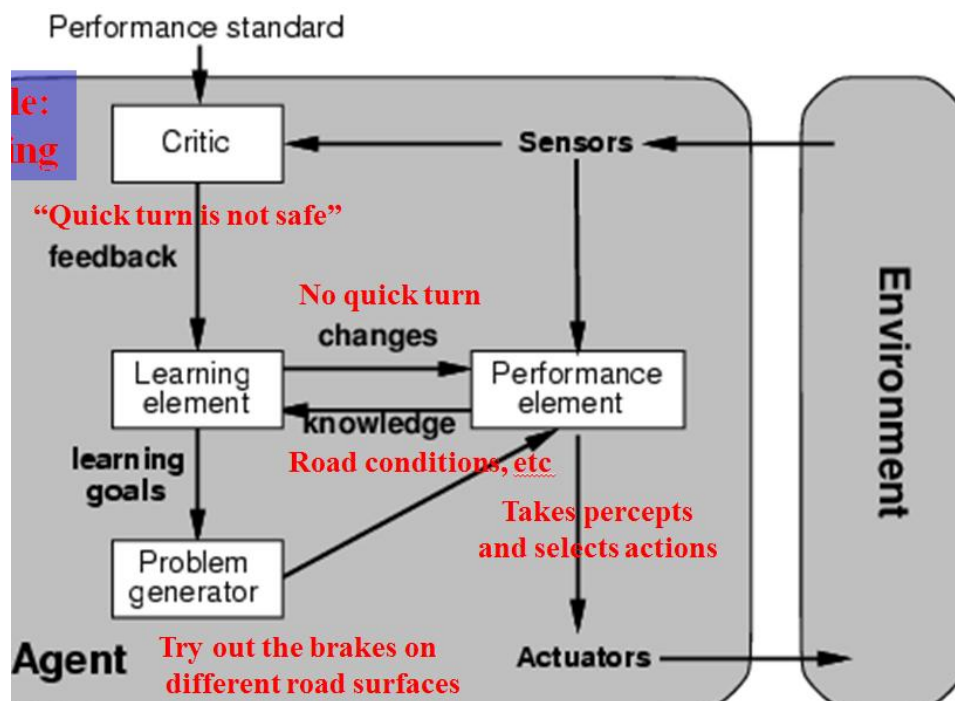 Performance standard
le:
ing
Critic
Sensors
“Quick turn is not safe”
feedback
No quick turn
changes
Learning
element
Performance
element
knowledge
Road conditions, etc
learning
goals
Takes percepts
and selects actions
Problem
generator
Try out the brakes on
different road surfaces
Agent
Actuators
Environment